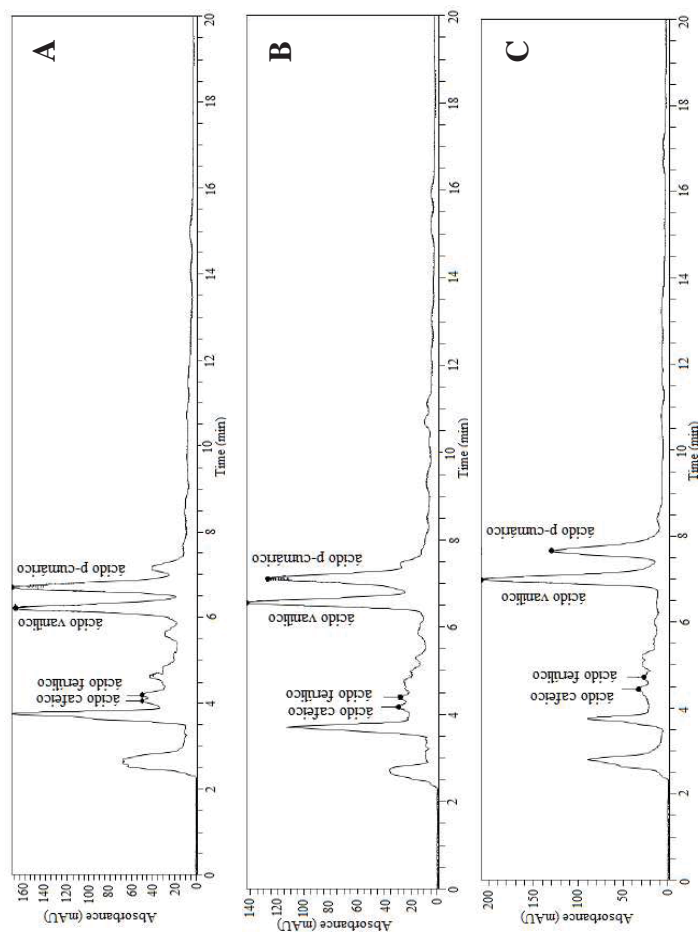 A
Absorbance (mAU)
160 140 120 100 80 60 40 20 0
ácido cafeico
ácido ferúlico
ácido vanílico
ácido p-cumárico
0 2 4 6 8 10 12 14 16 18 20
Time (min)
B
Absorbance (mAU)
140 120 100 80 60 40 20 0
ácido cafeico
ácido ferúlico
ácido vanílico
ácido p-cumárico
0 2 4 6 8 10 12 14 16 18 20
Time (min)
C
Absorbance (mAU)
200 150 100 50 0
ácido cafeico
ácido ferúlico
ácido vanílico
ácido p-cumárico
0 2 4 6 8 10 12 14 16 18 20
Time (min)